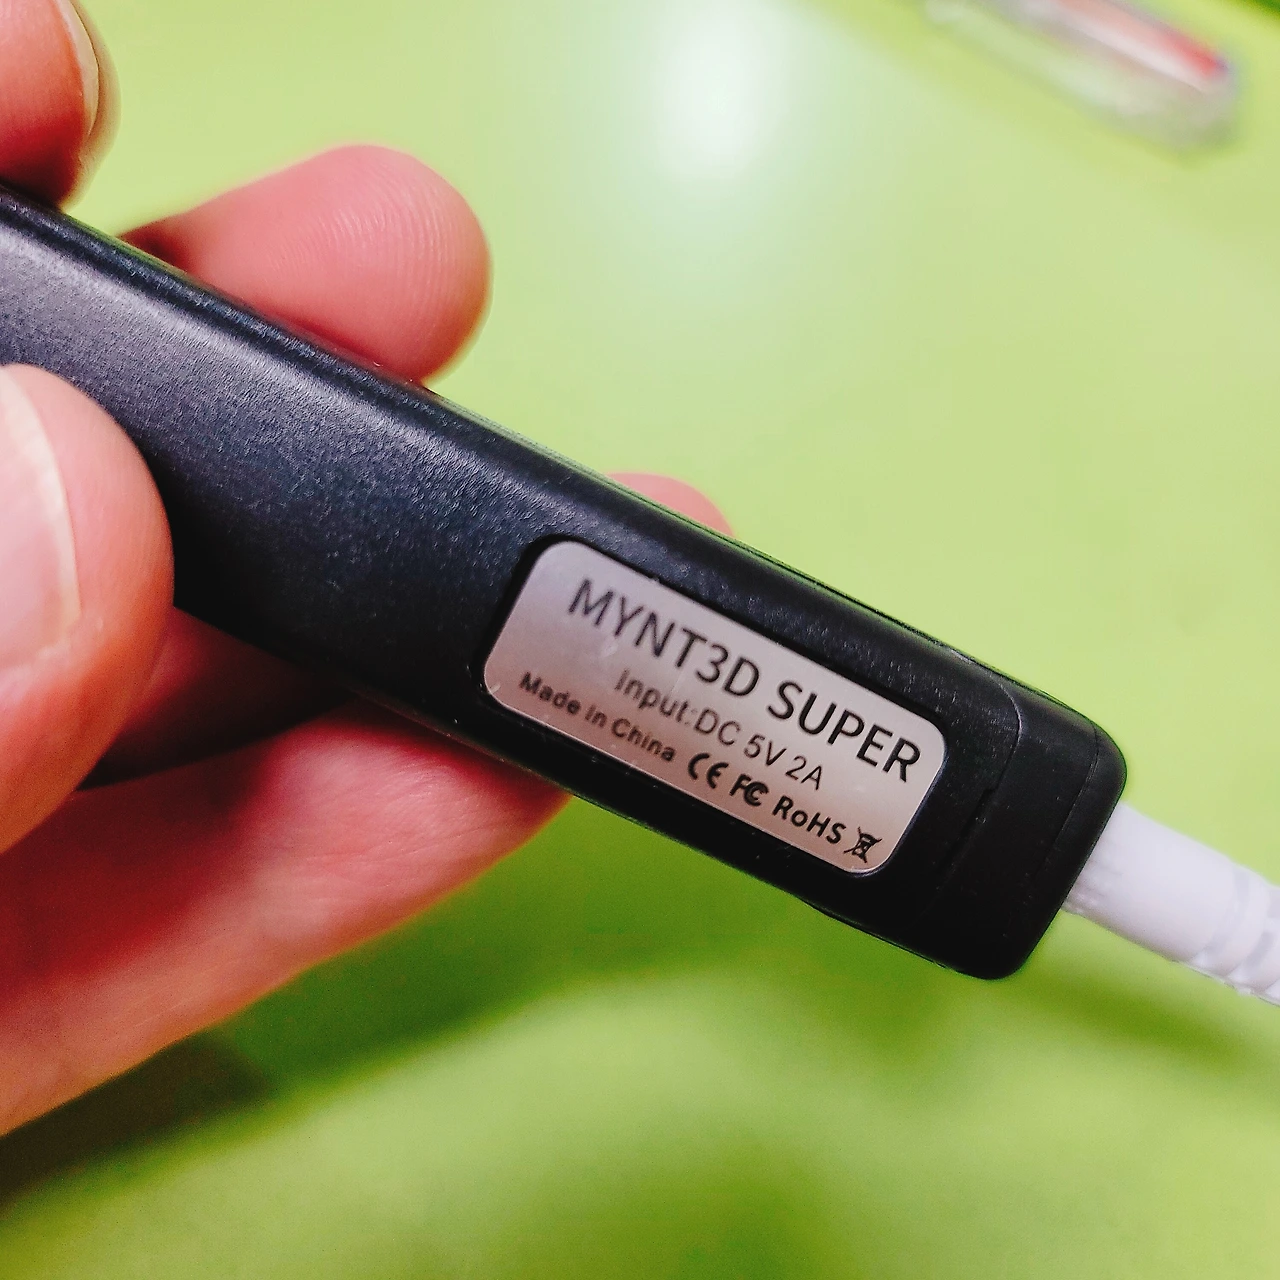 MYNT3D SUPER
Input:DC 5V 2A
Made in China CE FC RoHS